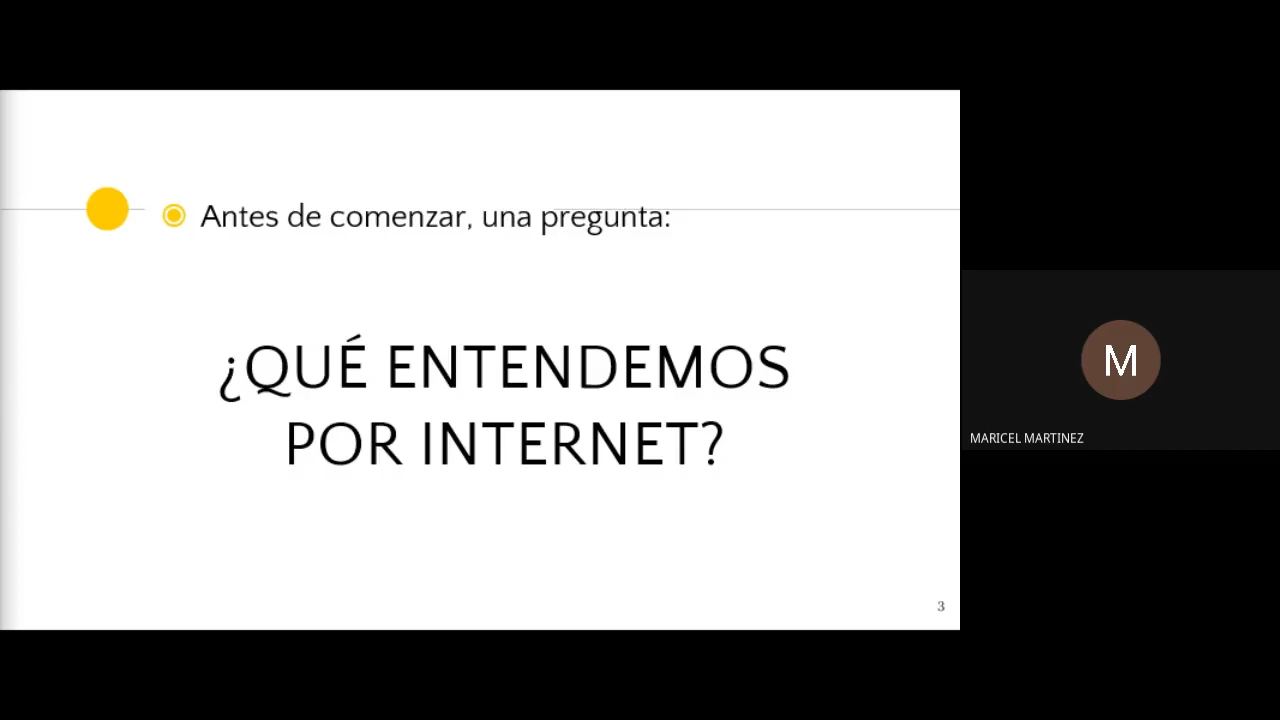 Antes de comenzar, una pregunta:
¿QUÉ ENTENDEMOS
POR INTERNET?
3
M
MARICEL MARTINEZ